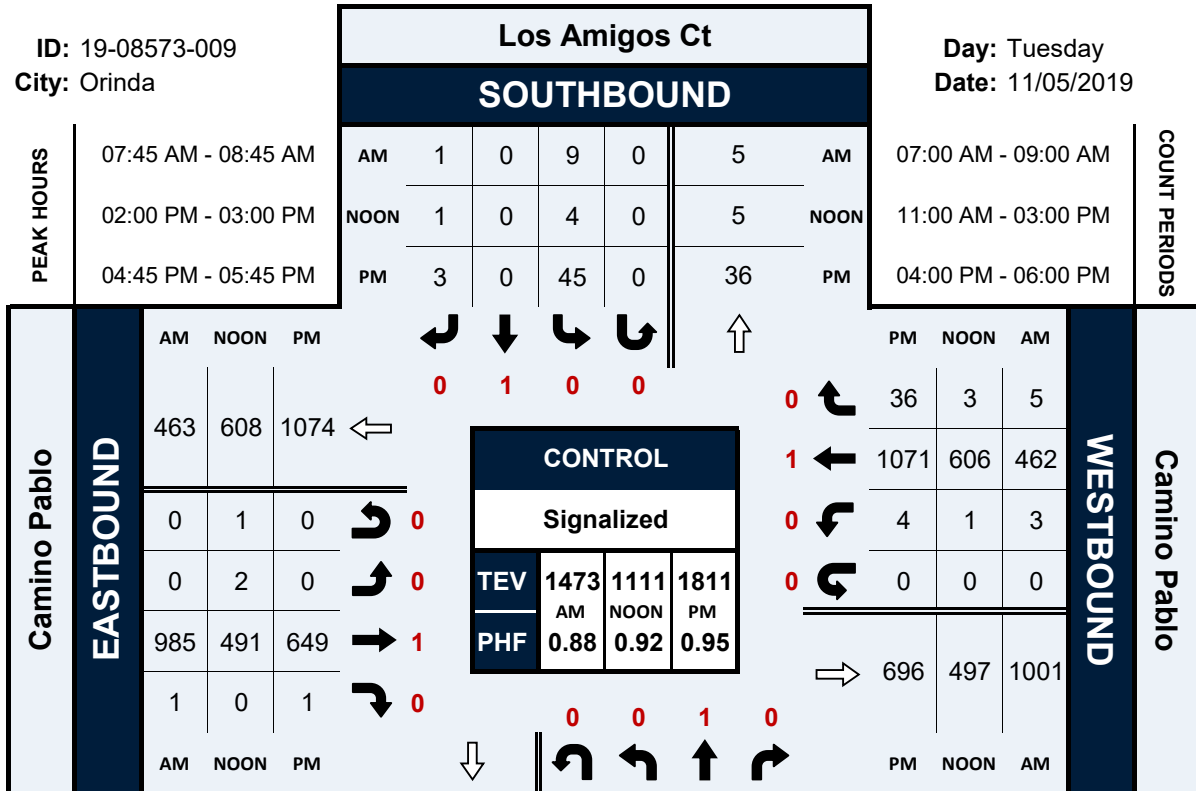 Los Amigos Ct
ID: 19-08573-009
Day: Tuesday
City: Orinda
Date: 11/05/2019
SOUTHBOUND
PEAK HOURS
07:45 AM - 08:45 AM
AM 1 0 9 0 5 AM
07:00 AM - 09:00 AM
COUNT PERIODS
02:00 PM - 03:00 PM
NOON 1 0 4 0 5 NOON
11:00 AM - 03:00 PM
04:45 PM - 05:45 PM
PM 3 0 45 0 36 PM
04:00 PM - 06:00 PM
AM NOON PM
PM NOON AM
0 1 0 0
Camino Pablo
EASTBOUND
463 608 1074
0 1 0 0
0 2 0 0
985 491 649 1
1 0 1 0
AM NOON PM
CONTROL
Signalized
TEV 1473 1111 1811
AM NOON PM
PHF 0.88 0.92 0.95
0 36 3 5
1 1071 606 462
0 4 1 3
0 0 0 0
696 497 1001
WESTBOUND
Camino Pablo
0 0 1 0
PM NOON AM